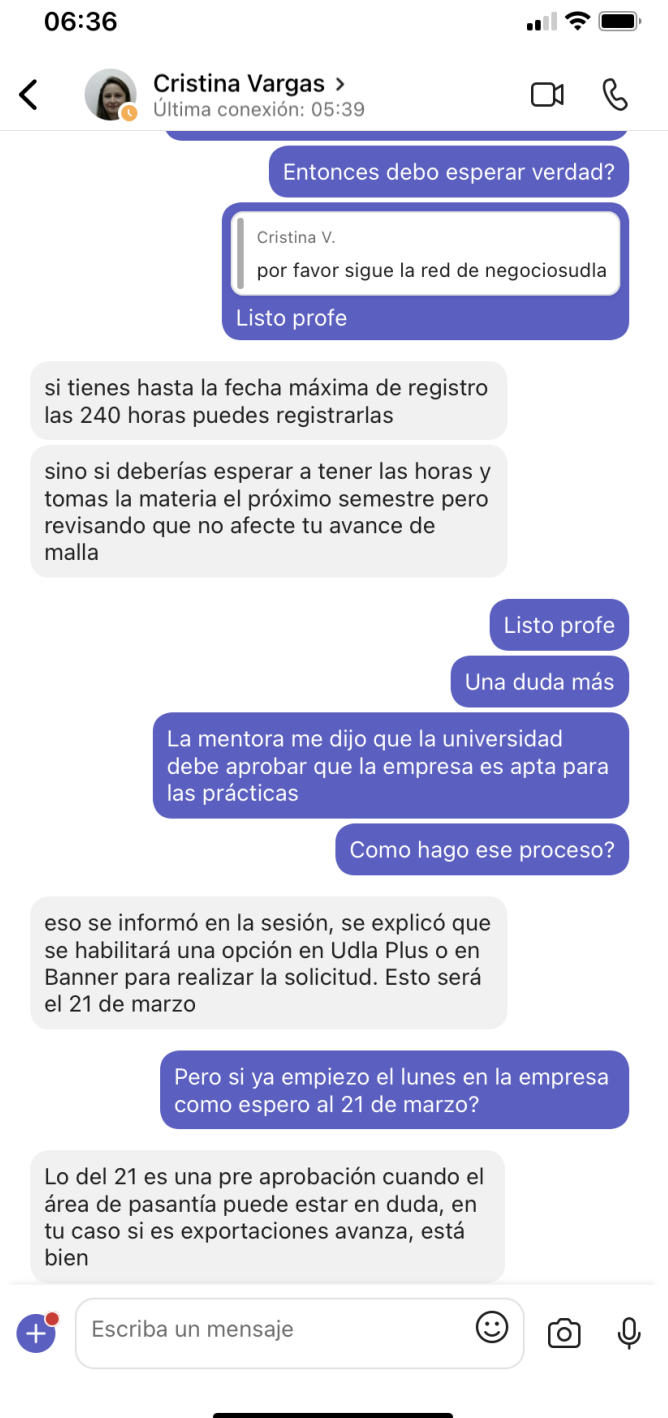 06:36
Cristina Vargas
Última conexión: 05:39
Entonces debo esperar verdad?
Cristina V.
por favor sigue la red de negociosudla
Listo profe
si tienes hasta la fecha máxima de registro
las 240 horas puedes registrarlas
sino si deberías esperar a tener las horas y
tomas la materia el próximo semestre pero
revisando que no afecte tu avance de
malla
Listo profe
Una duda más
La mentora me dijo que la universidad
debe aprobar que la empresa es apta para
las prácticas
Como hago ese proceso?
eso se informó en la sesión, se explicó que
se habilitará una opción en Udla Plus o en
Banner para realizar la solicitud. Esto será
el 21 de marzo
Pero si ya empiezo el lunes en la empresa
como espero al 21 de marzo?
Lo del 21 es una pre aprobación cuando el
área de pasantía puede estar en duda, en
tu caso si es exportaciones avanza, está
bien
Escriba un mensaje